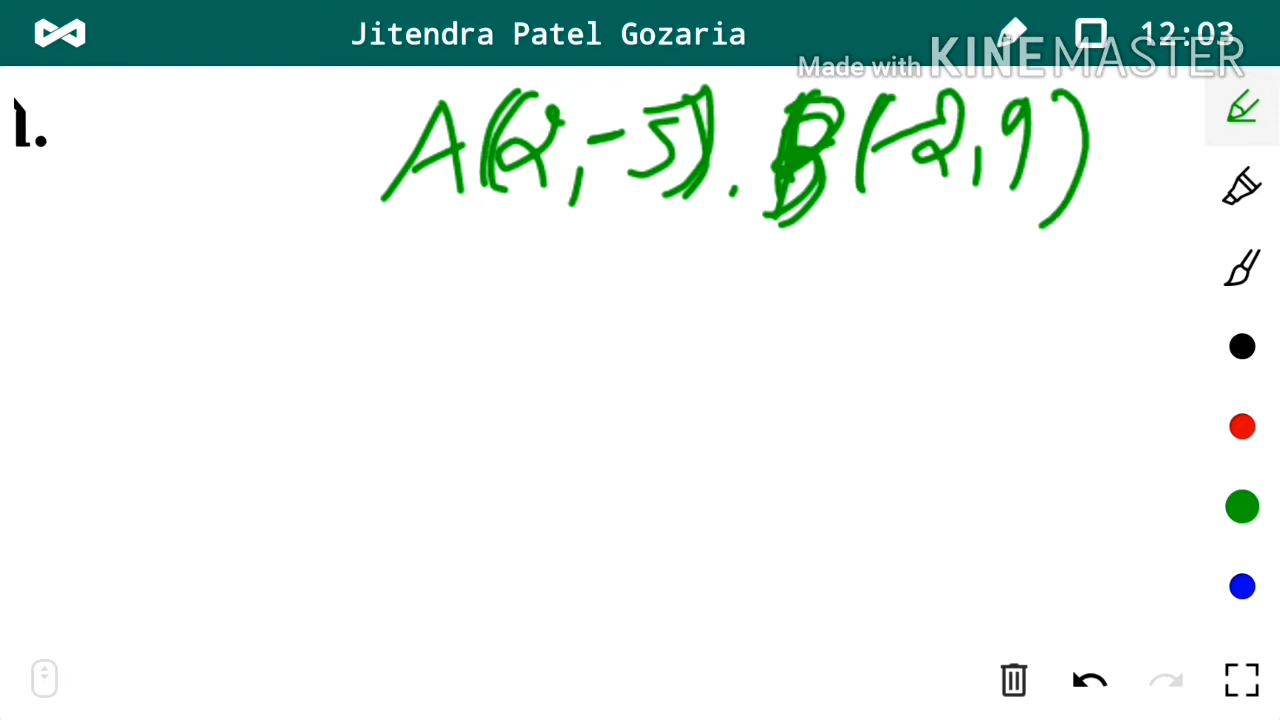 Jitendra Patel Gozaria
12:03
Made with KINEMASTER
A(2,-5). B(-2,9)